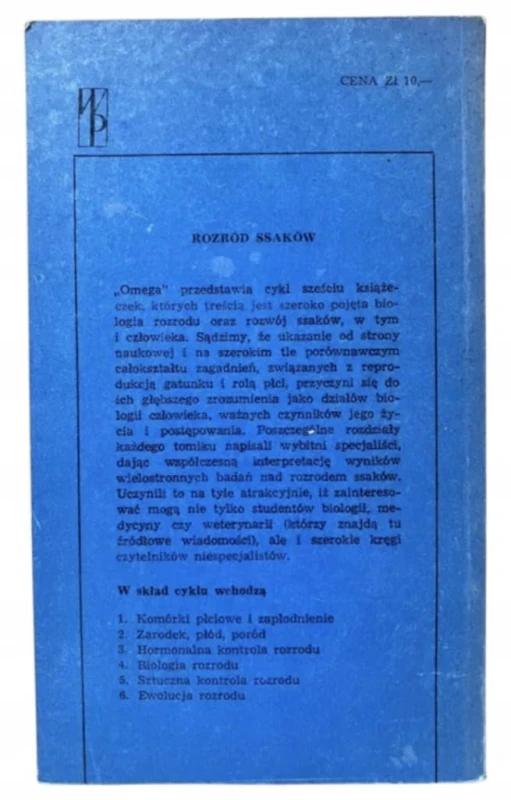 CENA Zł 10,—
WP
ROZRÓD SSAKÓW
„Omega” przedstawia cykl sześciu książe-
czek, których treścią jest szeroko pojęta bio-
logia rozrodu oraz rozwój ssaków, w tym
i człowieka. Sądzimy, że ukazanie od strony
naukowej i na szerokim tle porównawczym
całokształtu zagadnień, związanych z repro-
dukcją gatunku i rolą płci, przyczyni się do
ich głębszego zrozumienia jako działów bio-
logii człowieka, ważnych czynników jego ży-
cia i postępowania. Poszczególne rozdziały
każdego tomiku napisali wybitni specjaliści,
dając współczesną interpretację wyników
wielostronnych badań nad rozrodem ssaków.
Uczynili to na tyle atrakcyjnie, iż zaintereso-
wać mogą nie tylko studentów biologii, me-
dycyny czy weterynarii (którzy znajdą tu
źródłowe wiadomości), ale i szerokie kręgi
czytelników niespecjalistów.
W skład cyklu wchodzą
1. Komórki płciowe i zapłodnienie
2. Zarodek, płód, poród
3. Hormonalna kontrola rozrodu
4. Biologia rozrodu
5. Sztuczna kontrola rozrodu
6. Ewolucja rozrodu